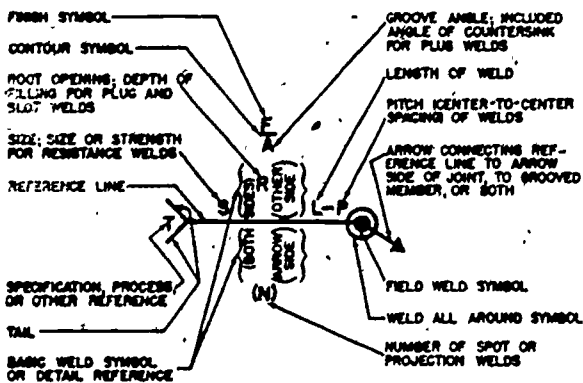 FINISH SYMBOL
CONTOUR SYMBOL
ROOT OPENING; DEPTH OF
FILLING FOR PLUG AND
SLOT WELDS
SIZE; SIZE OR STRENGTH
FOR RESISTANCE WELDS
REFERENCE LINE
SPECIFICATION, PROCESS,
OR OTHER REFERENCE
TAIL
BASIC WELD SYMBOL
OR DETAIL REFERENCE
F
A
R
(S)
(BOTH SIDES)
(OTHER SIDE)
L-P
T
(BOTH
(ARROW SIDE)
(N)
GROOVE ANGLE; INCLUDED
ANGLE OF COUNTERSINK
FOR PLUG WELDS
LENGTH OF WELD
PITCH (CENTER-TO-CENTER
SPACING) OF WELDS
ARROW CONNECTING REF-
ERENCE LINE TO ARROW
SIDE OF JOINT, TO GROOVED
MEMBER, OR BOTH
FIELD WELD SYMBOL
WELD ALL AROUND SYMBOL
NUMBER OF SPOT OR
PROJECTION WELDS